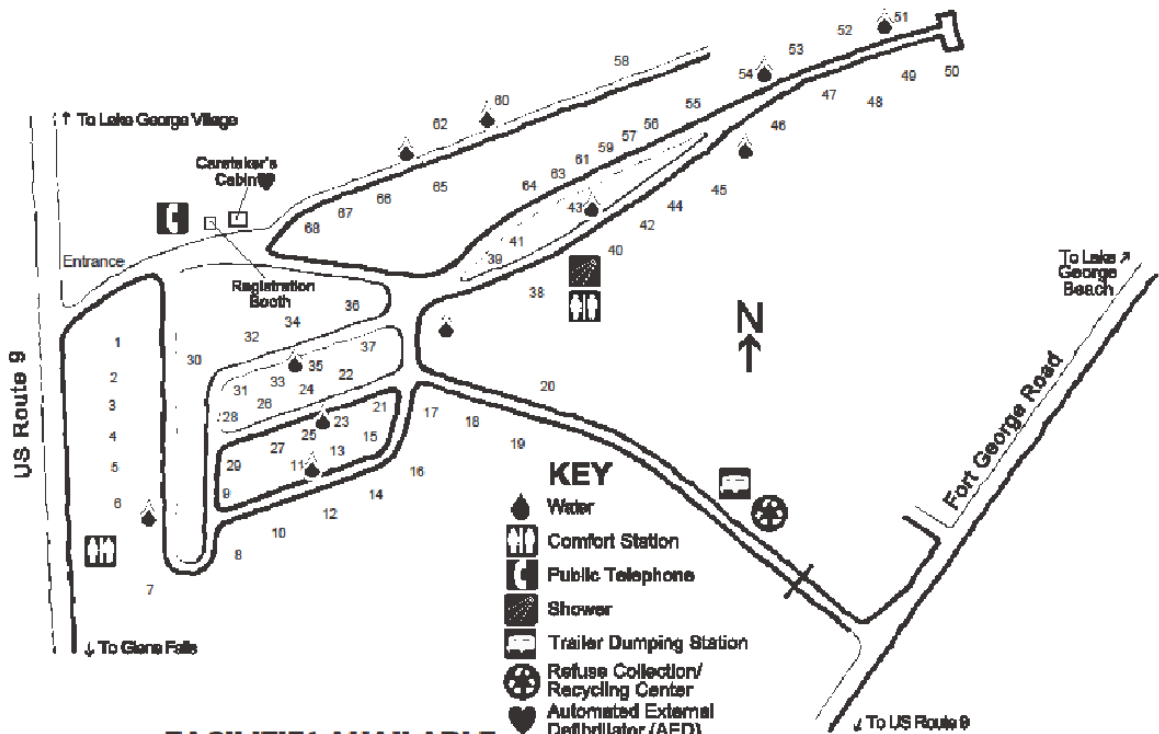 51
52
53
50
58
49
54
60
47
48
55
↑ To Lake George Village
62
56
46
57
59
Caretaker's
Cabin
61
65
63
45
66
64
67
43
44
68
42
41
40
To Lake ↗
George
Beach
Entrance
39
Registration
Booth
38
36
34
N
1
32
37
30
35
US Route 9
Fort George Road
2
33
22
31
24
20
3
26
28
21
17
23
18
4
25
15
19
27
13
5
29
11
16
9
14
6
12
10
8
7
KEY
Water
Comfort Station
Public Telephone
Shower
Trailer Dumping Station
Refuse Collection/
Recycling Center
Automated External
Defibrillator (AED)
↓ To Glens Falls
↙ To US Route 9
FACILITIES AVAILABLE